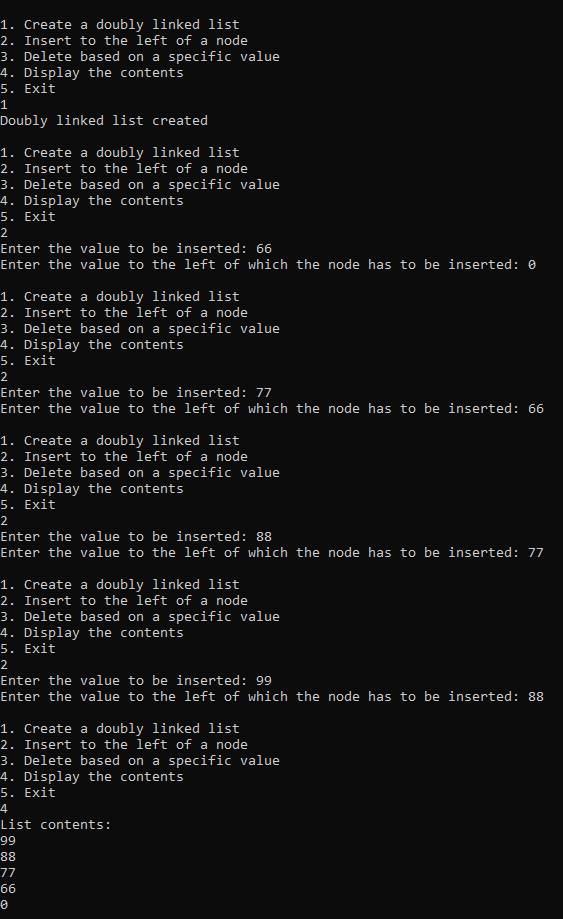 1. Create a doubly linked list
2. Insert to the left of a node
3. Delete based on a specific value
4. Display the contents
5. Exit
1
Doubly linked list created
1. Create a doubly linked list
2. Insert to the left of a node
3. Delete based on a specific value
4. Display the contents
5. Exit
2
Enter the value to be inserted: 66
Enter the value to the left of which the node has to be inserted: 0
1. Create a doubly linked list
2. Insert to the left of a node
3. Delete based on a specific value
4. Display the contents
5. Exit
2
Enter the value to be inserted: 77
Enter the value to the left of which the node has to be inserted: 66
1. Create a doubly linked list
2. Insert to the left of a node
3. Delete based on a specific value
4. Display the contents
5. Exit
2
Enter the value to be inserted: 88
Enter the value to the left of which the node has to be inserted: 77
1. Create a doubly linked list
2. Insert to the left of a node
3. Delete based on a specific value
4. Display the contents
5. Exit
2
Enter the value to be inserted: 99
Enter the value to the left of which the node has to be inserted: 88
1. Create a doubly linked list
2. Insert to the left of a node
3. Delete based on a specific value
4. Display the contents
5. Exit
4
List contents:
99
88
77
66
0